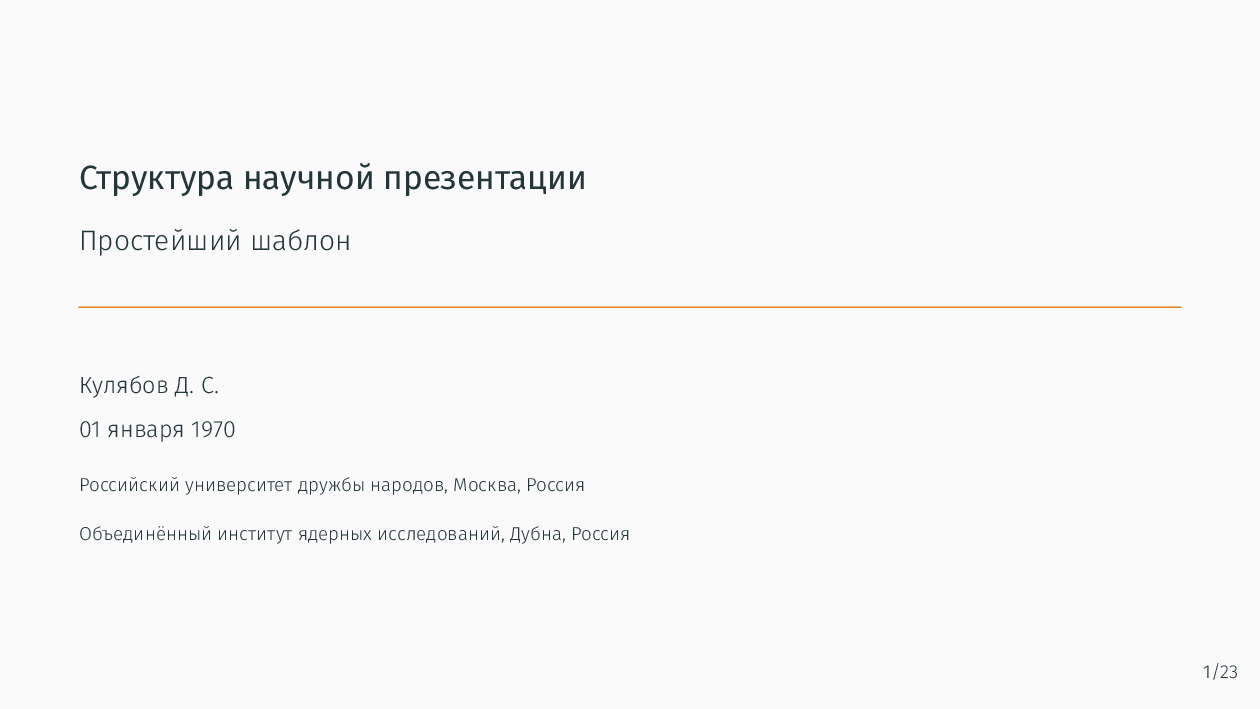 Структура научной презентации
Простейший шаблон
Кулябов Д. С.
01 января 1970
Российский университет дружбы народов, Москва, Россия
Объединённый институт ядерных исследований, Дубна, Россия
1/23